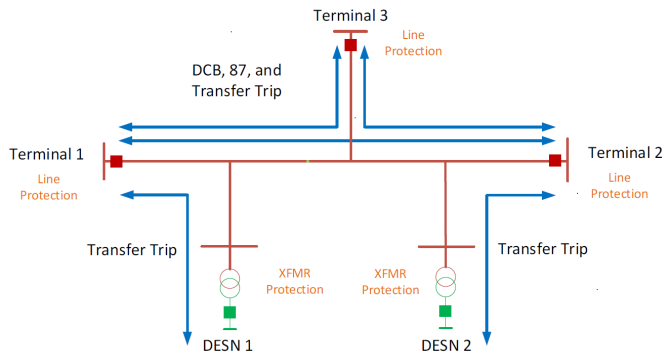 Terminal 3
Line
Protection
DCB, 87, and
Transfer Trip
Terminal 1
Line
Protection
Terminal 2
Line
Protection
Transfer Trip
XFMR
Protection
XFMR
Protection
Transfer Trip
DESN 1
DESN 2